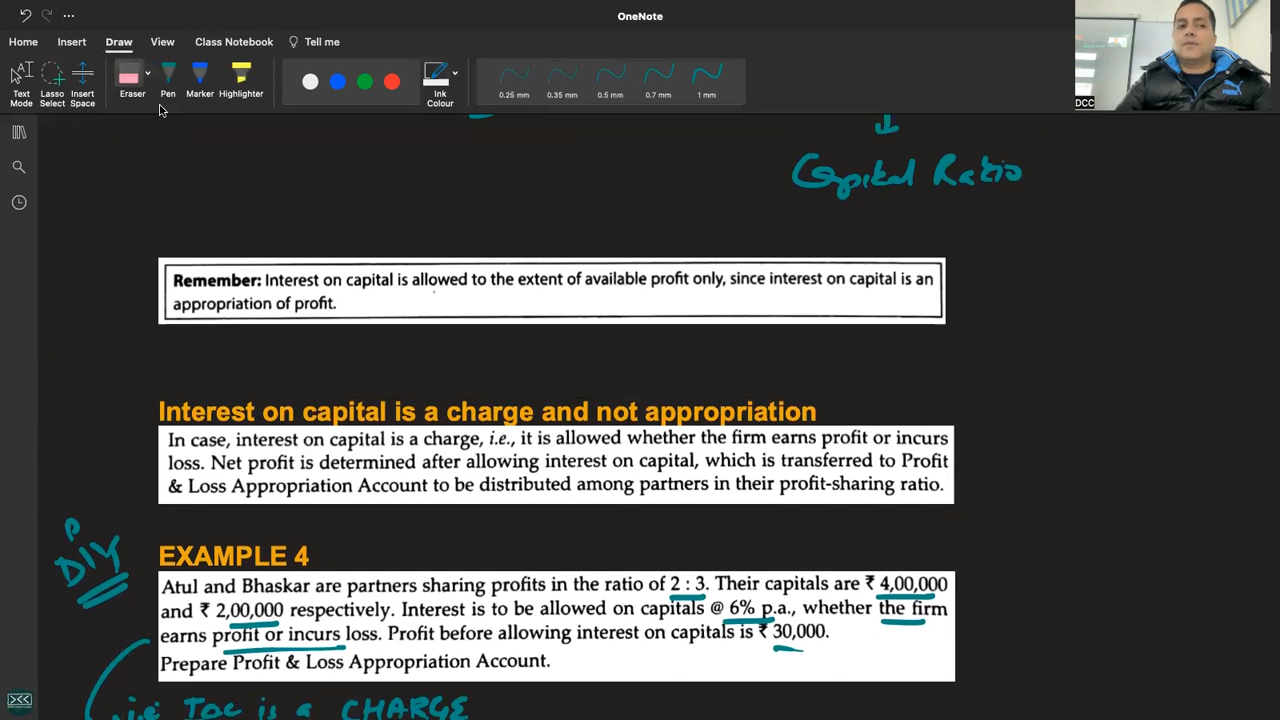 OneNote
Home Insert Draw View Class Notebook Tell me
Text Mode Lasso Select Insert Space Eraser Pen Marker Highlighter Ink Colour 0.25 mm 0.35 mm 0.5 mm 0.7 mm 1 mm
DCC
Capital Ratio
Remember: Interest on capital is allowed to the extent of available profit only, since interest on capital is an
appropriation of profit.
Interest on capital is a charge and not appropriation
In case, interest on capital is a charge, i.e., it is allowed whether the firm earns profit or incurs
loss. Net profit is determined after allowing interest on capital, which is transferred to Profit
& Loss Appropriation Account to be distributed among partners in their profit-sharing ratio.
DIY
EXAMPLE 4
Atul and Bhaskar are partners sharing profits in the ratio of 2 : 3. Their capitals are ₹ 4,00,000
and ₹ 2,00,000 respectively. Interest is to be allowed on capitals @ 6% p.a., whether the firm
earns profit or incurs loss. Profit before allowing interest on capitals is ₹ 30,000.
Prepare Profit & Loss Appropriation Account.
i.e IOC is a CHARGE